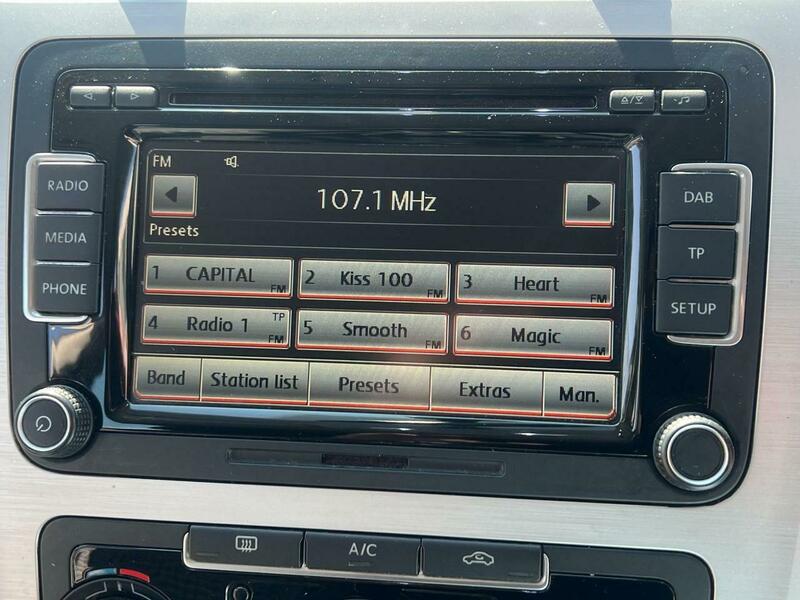 RADIO
MEDIA
PHONE
FM
107.1 MHz
Presets
1 CAPITAL FM
2 Kiss 100 FM
3 Heart FM
4 Radio 1 TP FM
5 Smooth FM
6 Magic FM
Band Station list Presets Extras Man.
DAB
TP
SETUP
A/C